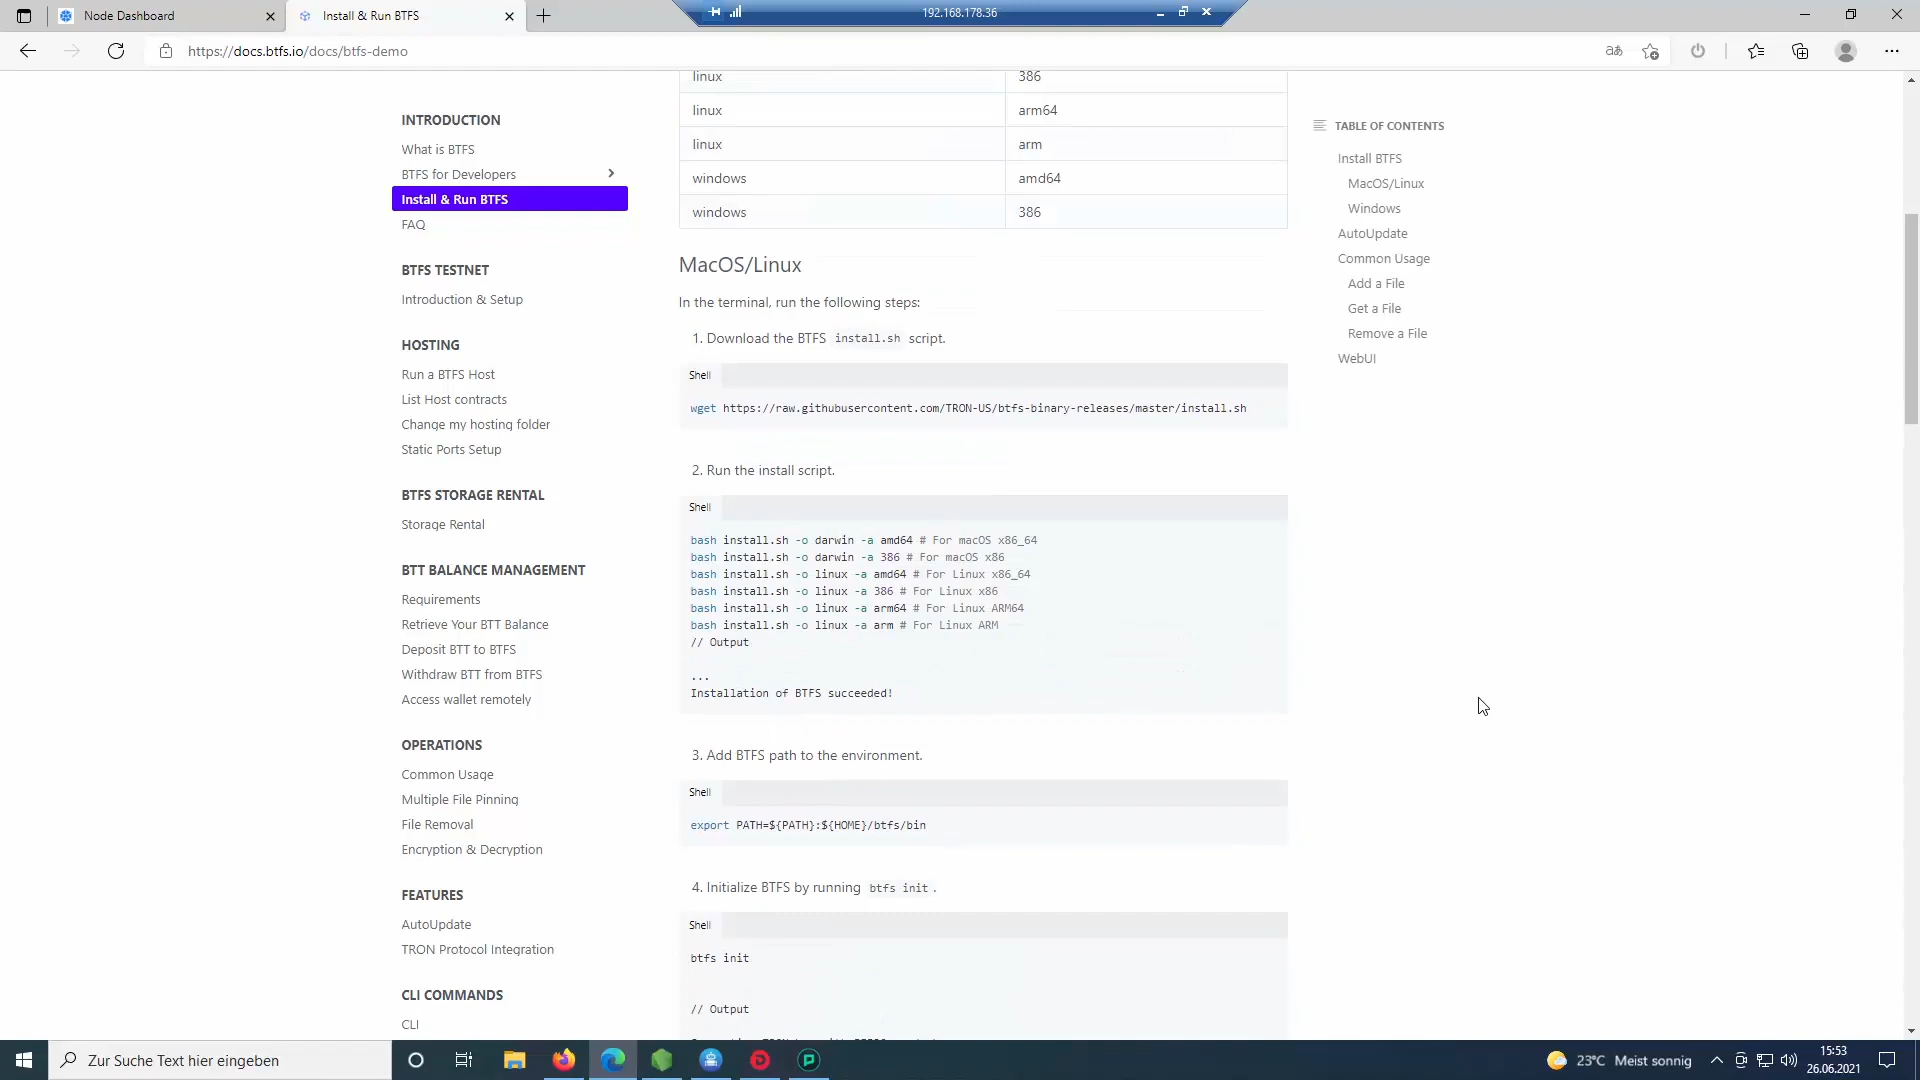 Node Dashboard
Install & Run BTFS
192.168.178.36
https://docs.btfs.io/docs/btfs-demo
INTRODUCTION
What is BTFS
BTFS for Developers
Install & Run BTFS
FAQ
BTFS TESTNET
Introduction & Setup
HOSTING
Run a BTFS Host
List Host contracts
Change my hosting folder
Static Ports Setup
BTFS STORAGE RENTAL
Storage Rental
BTT BALANCE MANAGEMENT
Requirements
Retrieve Your BTT Balance
Deposit BTT to BTFS
Withdraw BTT from BTFS
Access wallet remotely
OPERATIONS
Common Usage
Multiple File Pinning
File Removal
Encryption & Decryption
FEATURES
AutoUpdate
TRON Protocol Integration
CLI COMMANDS
CLI
linux 386
linux arm64
linux arm
windows amd64
windows 386
MacOS/Linux
In the terminal, run the following steps:
1. Download the BTFS install.sh script.
Shell
wget https://raw.githubusercontent.com/TRON-US/btfs-binary-releases/master/install.sh
2. Run the install script.
Shell
bash install.sh -o darwin -a amd64 # For macOS x86_64
bash install.sh -o darwin -a 386 # For macOS x86
bash install.sh -o linux -a amd64 # For Linux x86_64
bash install.sh -o linux -a 386 # For Linux x86
bash install.sh -o linux -a arm64 # For Linux ARM64
bash install.sh -o linux -a arm # For Linux ARM
// Output
...
Installation of BTFS succeeded!
3. Add BTFS path to the environment.
Shell
export PATH=${PATH}:${HOME}/btfs/bin
4. Initialize BTFS by running btfs init.
Shell
btfs init
// Output
TABLE OF CONTENTS
Install BTFS
MacOS/Linux
Windows
AutoUpdate
Common Usage
Add a File
Get a File
Remove a File
WebUI
Zur Suche Text hier eingeben
23°C Meist sonnig
15:53
26.06.2021